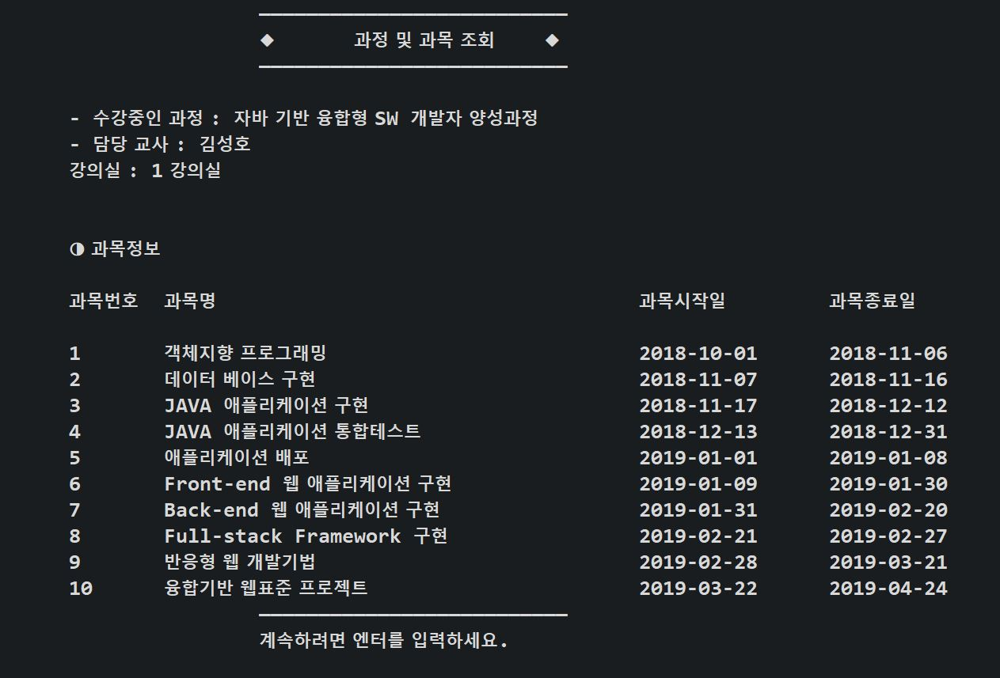 ◆ 과정 및 과목 조회 ◆
- 수강중인 과정 : 자바 기반 융합형 SW 개발자 양성과정
- 담당 교사 : 김성호
강의실 : 1 강의실
◑ 과목정보
과목번호 과목명 과목시작일 과목종료일
1 객체지향 프로그래밍 2018-10-01 2018-11-06
2 데이터 베이스 구현 2018-11-07 2018-11-16
3 JAVA 애플리케이션 구현 2018-11-17 2018-12-12
4 JAVA 애플리케이션 통합테스트 2018-12-13 2018-12-31
5 애플리케이션 배포 2019-01-01 2019-01-08
6 Front-end 웹 애플리케이션 구현 2019-01-09 2019-01-30
7 Back-end 웹 애플리케이션 구현 2019-01-31 2019-02-20
8 Full-stack Framework 구현 2019-02-21 2019-02-27
9 반응형 웹 개발기법 2019-02-28 2019-03-21
10 융합기반 웹표준 프로젝트 2019-03-22 2019-04-24
계속하려면 엔터를 입력하세요.